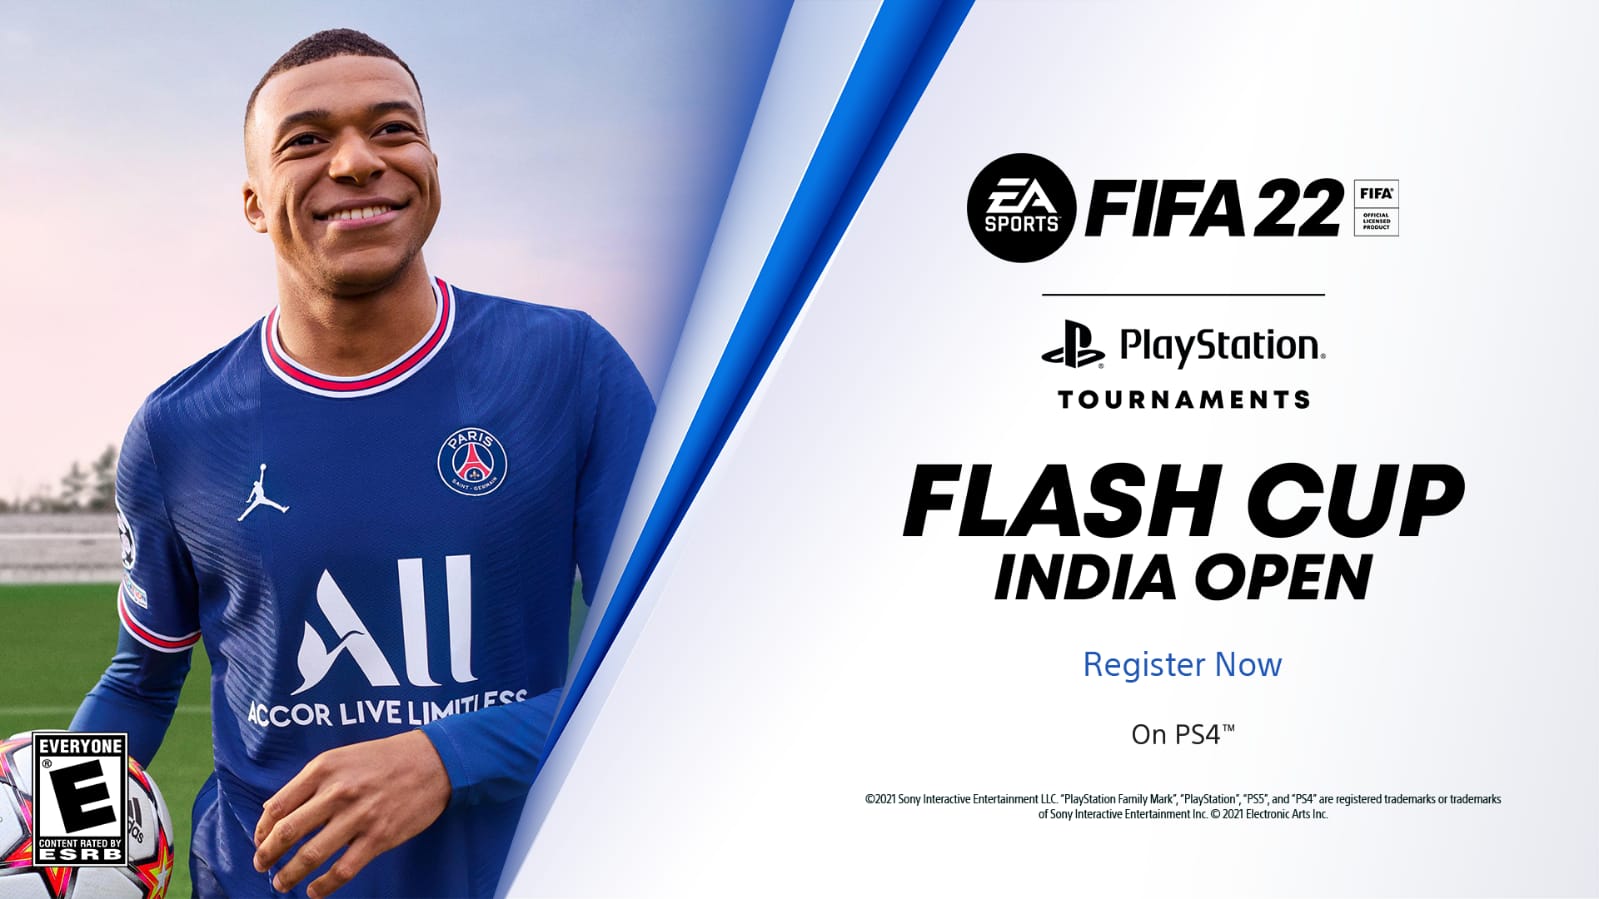 EA
SPORTS™
FIFA 22
FIFA®
OFFICIAL
LICENSED
PRODUCT
PlayStation®
TOURNAMENTS
FLASH CUP
INDIA OPEN
Register Now
On PS4™
©2021 Sony Interactive Entertainment LLC. “PlayStation Family Mark”, “PlayStation”, “PS5”, and “PS4” are registered trademarks or trademarks
of Sony Interactive Entertainment Inc. © 2021 Electronic Arts Inc.
PARIS
SAINT-GERMAIN
ALL
ACCOR LIVE LIMITLESS
adidas
EVERYONE
®
E
CONTENT RATED BY
ESRB